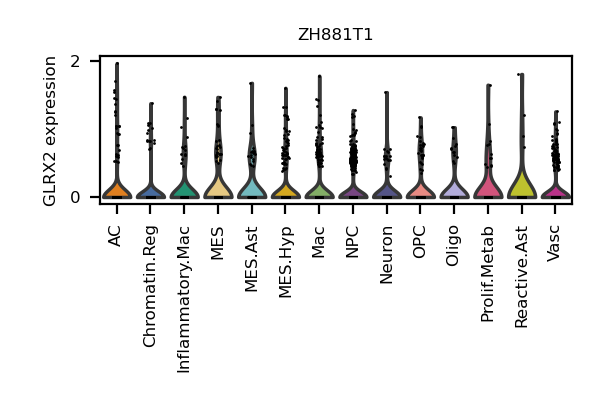 ZH881T1
GLRX2 expression
2
0
AC
Chromatin.Reg
Inflammatory.Mac
MES
MES.Ast
MES.Hyp
Mac
NPC
Neuron
OPC
Oligo
Prolif.Metab
Reactive.Ast
Vasc